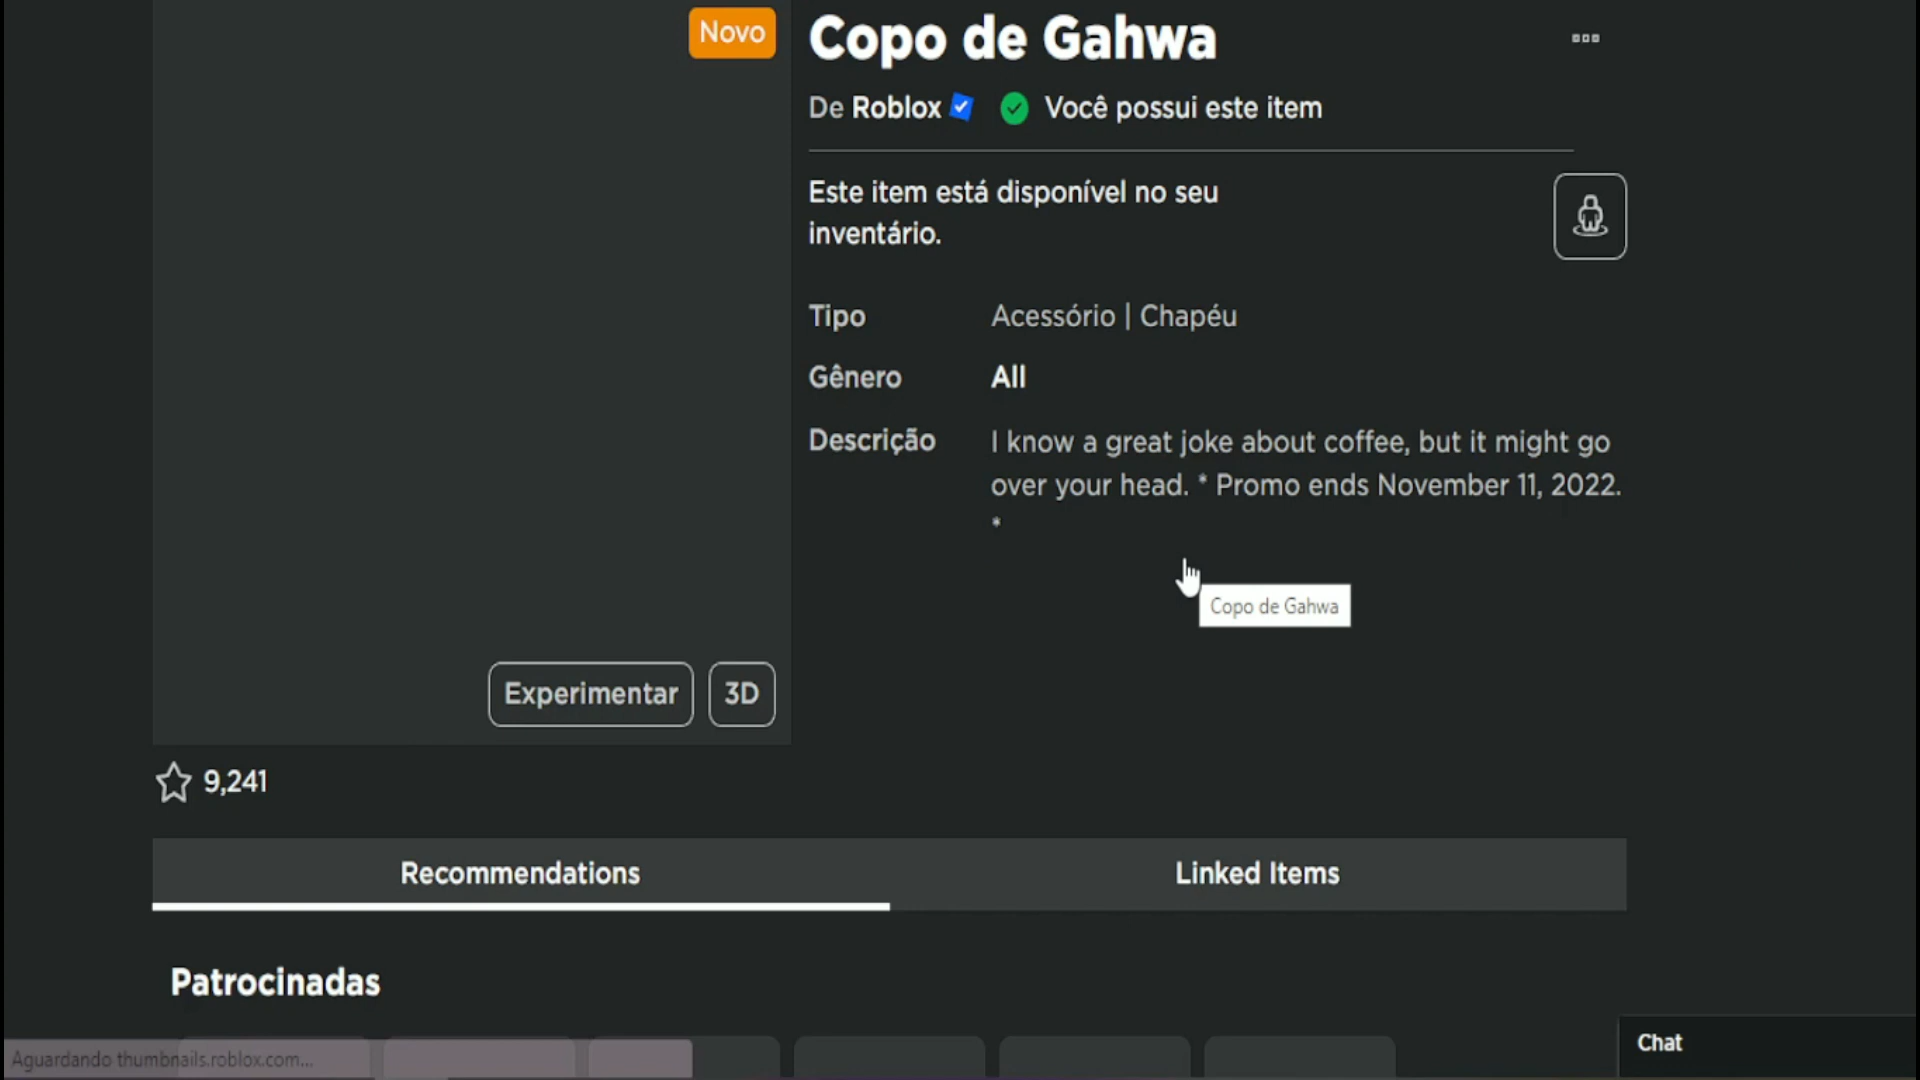 Novo
Copo de Gahwa
De Roblox Você possui este item
Este item está disponível no seu
inventário.
Tipo Acessório | Chapéu
Gênero All
Descrição I know a great joke about coffee, but it might go
over your head. * Promo ends November 11, 2022.
*
Copo de Gahwa
Experimentar 3D
9,241
Recommendations Linked Items
Patrocinadas
Aguardando thumbnails.roblox.com...
Chat